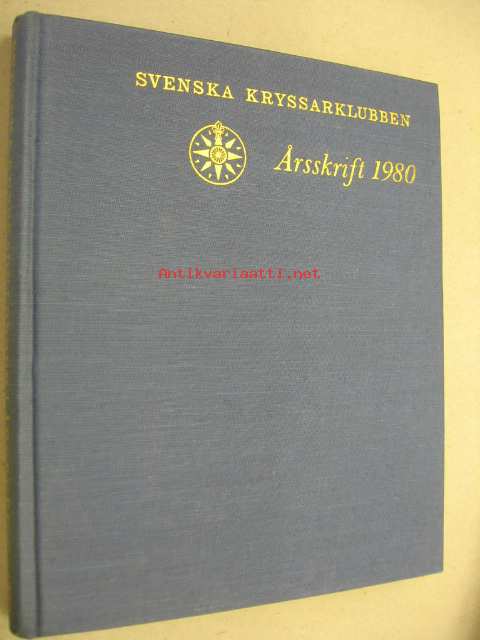 SVENSKA KRYSSARKLUBBEN
Årsskrift 1980
Antikvariaatti.net